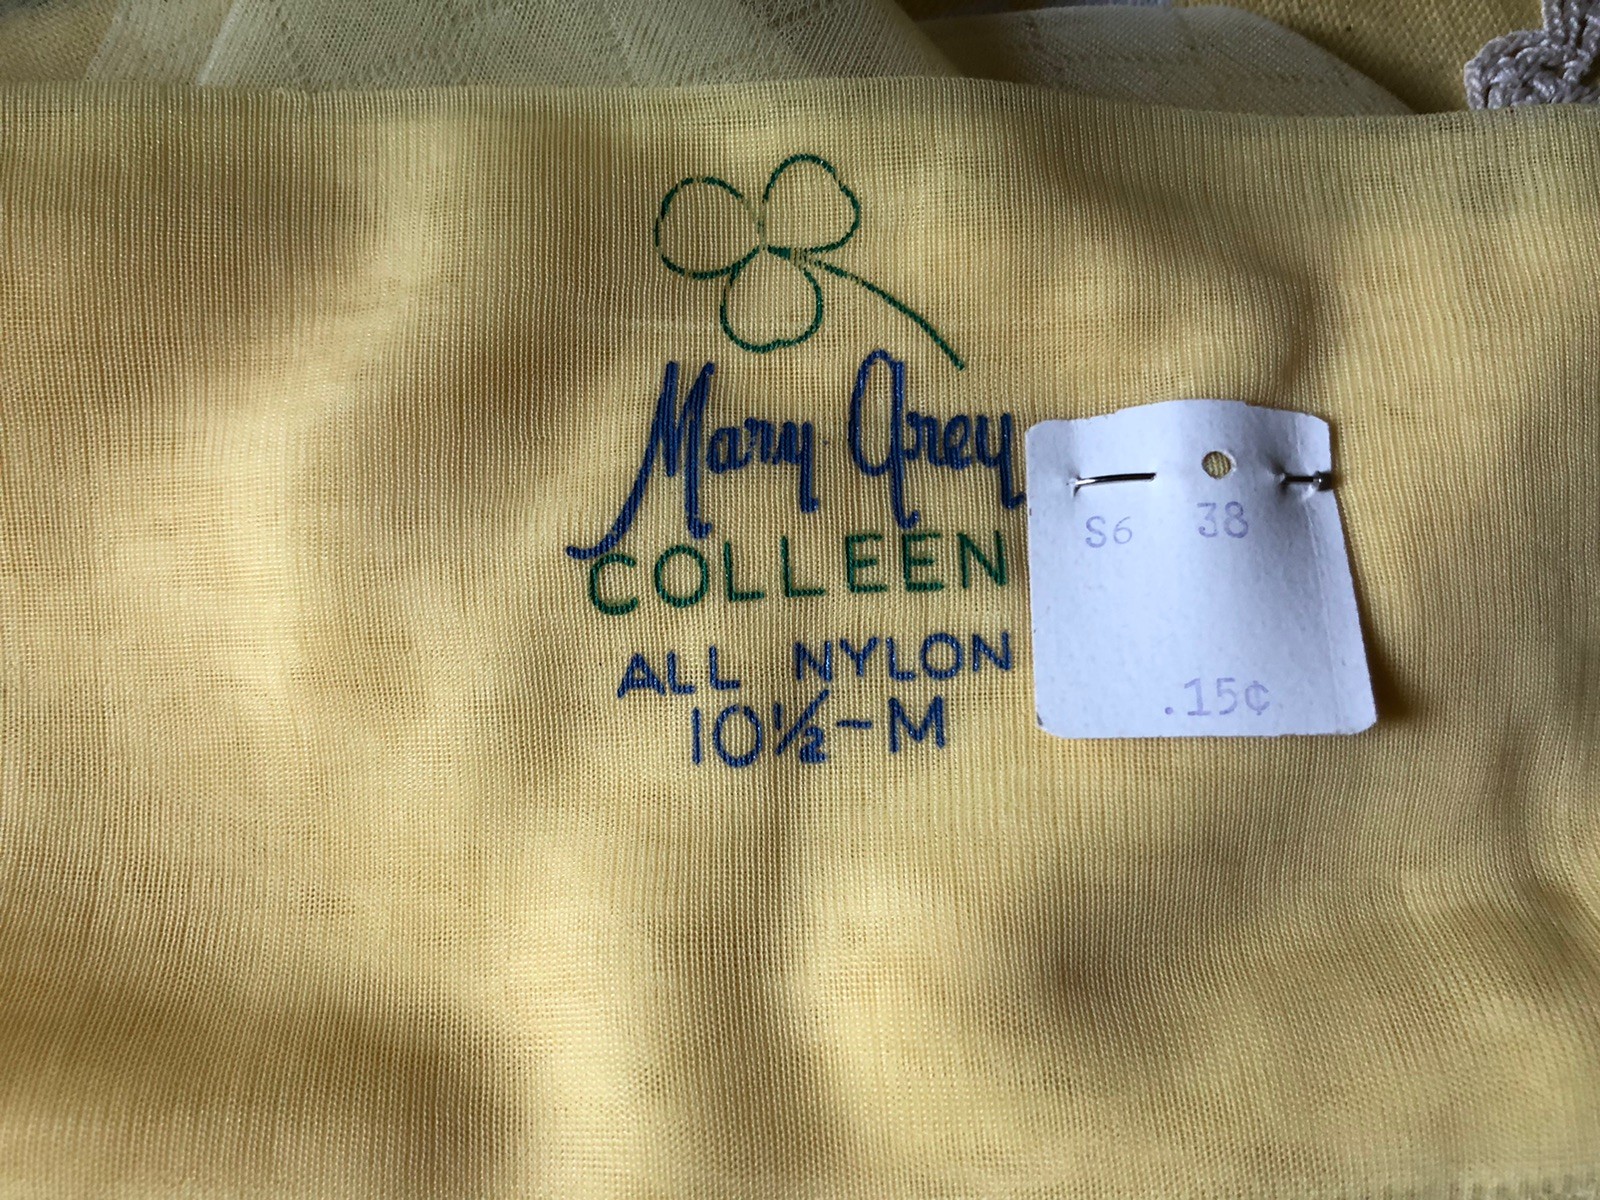 Mary Grey
COLLEEN
ALL NYLON
10½-M
S6 38
.15¢